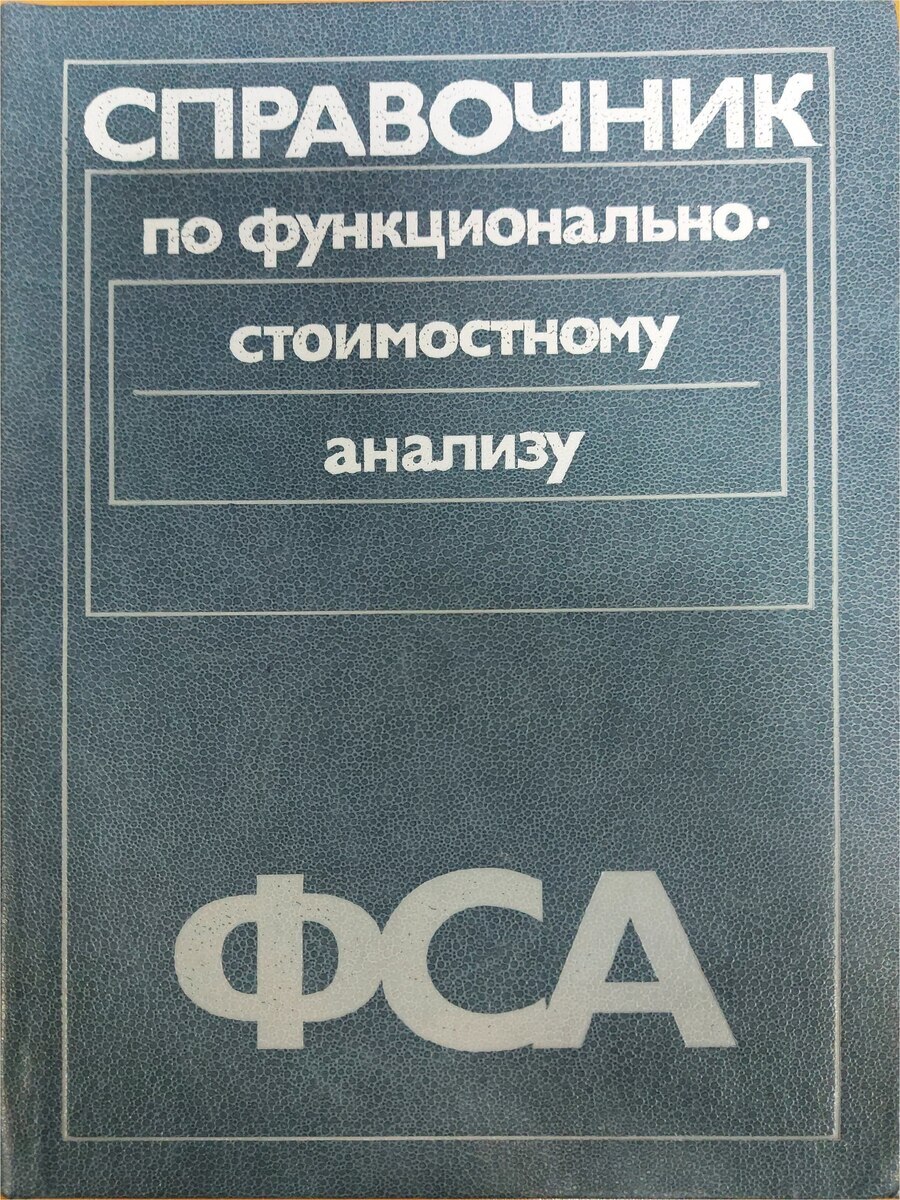 СПРАВОЧНИК
по функционально-
стоимостному
анализу
ФСА